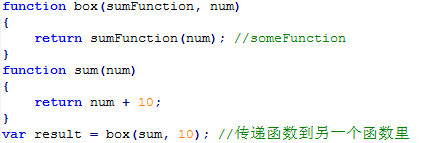 function box(sumFunction, num)
{
    return sumFunction(num); //someFunction
}
function sum(num)
{
    return num + 10;
}
var result = box(sum, 10); //传递函数到另一个函数里